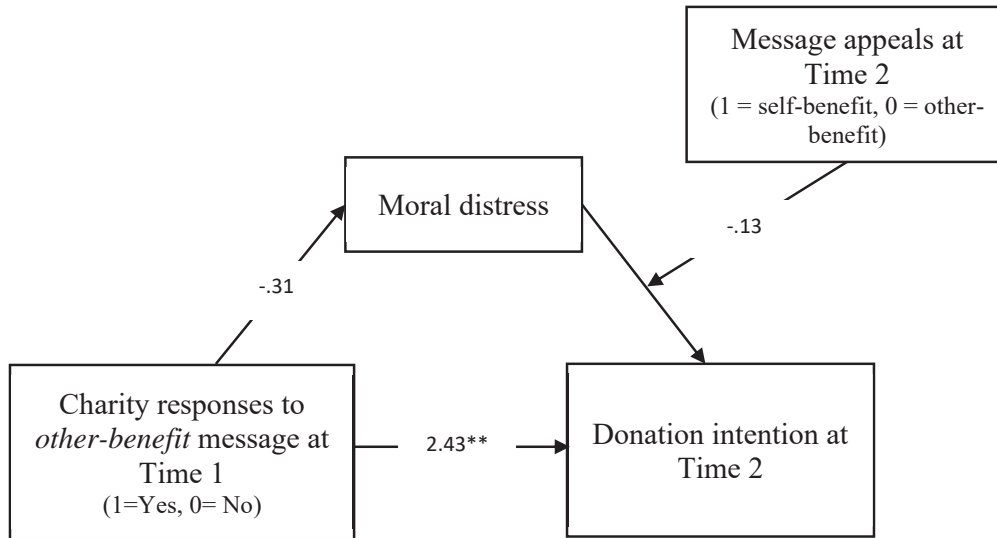 Message appeals at
Time 2
(1 = self-benefit, 0 = other-
benefit)
Moral distress
-.13
-.31
Charity responses to
other-benefit message at
Time 1
(1=Yes, 0= No)
2.43**
Donation intention at
Time 2